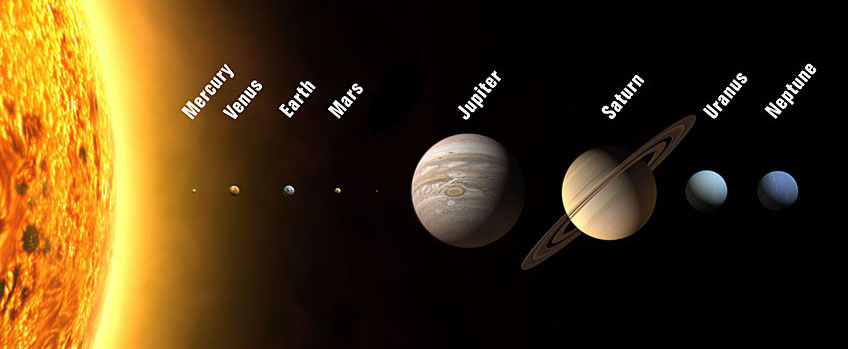 Mercury
Venus
Earth
Mars
Jupiter
Saturn
Uranus
Neptune